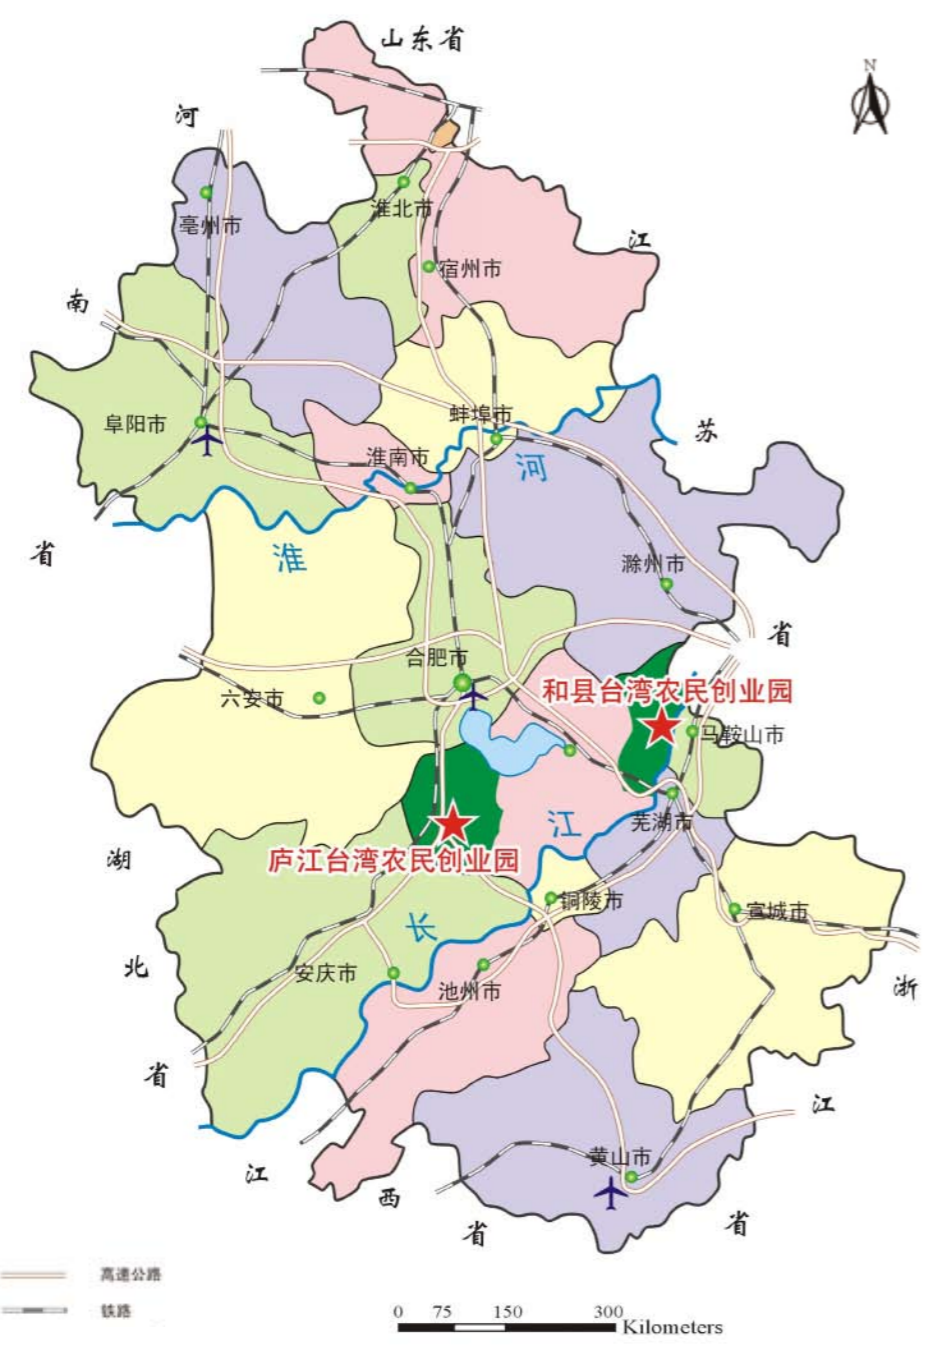 山东省
N
河
淮北市
亳州市
江
宿州市
南
蚌埠市
阜阳市
苏
淮南市
河
省
淮
滁州市
省
合肥市
六安市
和县台湾农民创业园
马鞍山市
江
芜湖市
湖
庐江台湾农民创业园
铜陵市
宣城市
长
北
安庆市
池州市
浙
省
江
黄山市
江
西
省
省
高速公路
铁路
0 75 150 300
Kilometers